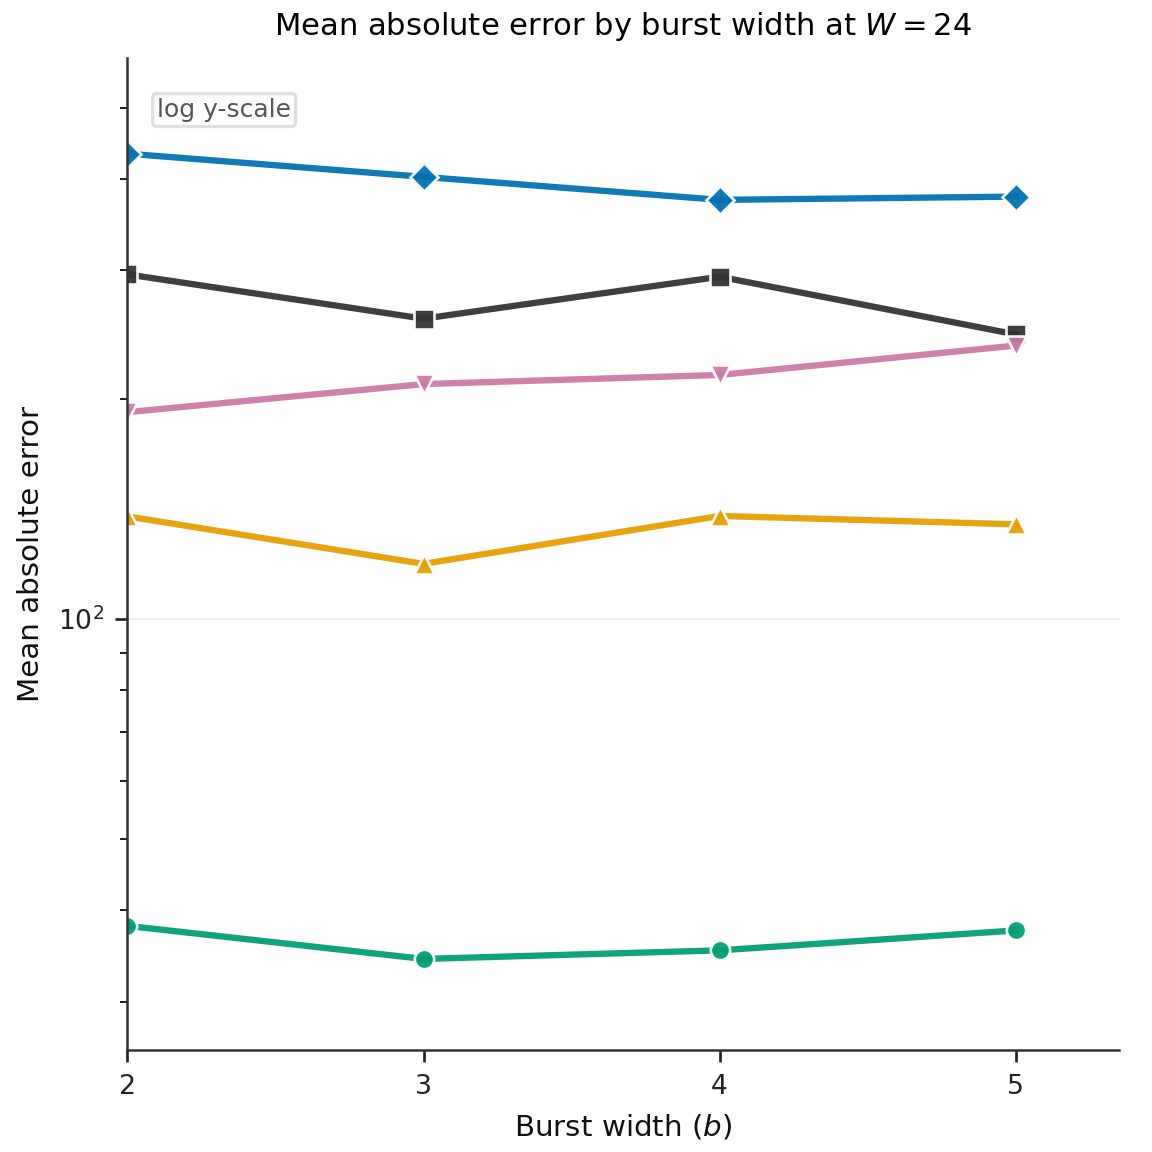 Mean absolute error by burst width at W = 24
log y-scale
Mean absolute error
10²
2 3 4 5
Burst width (b)